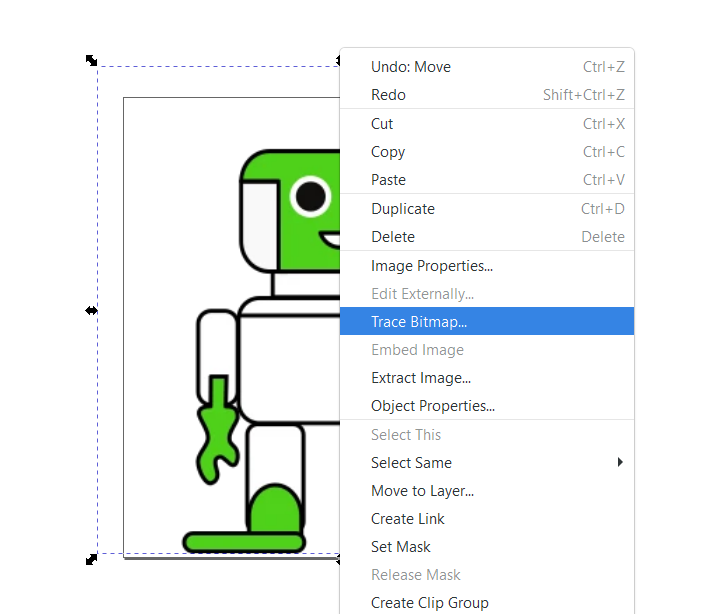 Undo: Move Ctrl+Z
Redo Shift+Ctrl+Z
Cut Ctrl+X
Copy Ctrl+C
Paste Ctrl+V
Duplicate Ctrl+D
Delete Delete
Image Properties...
Edit Externally...
Trace Bitmap...
Embed Image
Extract Image...
Object Properties...
Select This
Select Same
Move to Layer...
Create Link
Set Mask
Release Mask
Create Clip Group